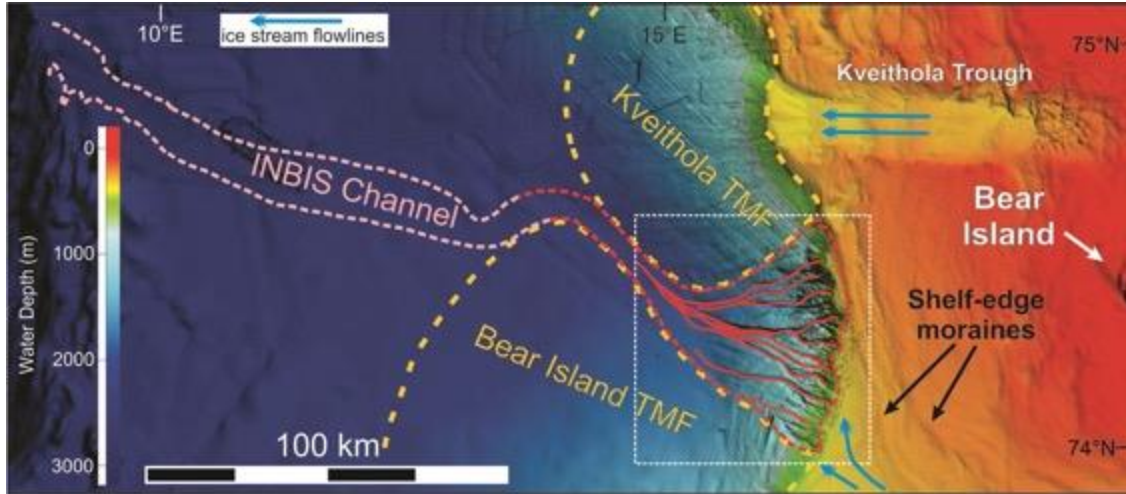 10°E
ice stream flowlines
15 E
75°N
Kveithola Trough
Kveithola TMF
INBIS Channel
Bear
Island
Shelf-edge
moraines
Bear Island TMF
Water Depth (m)
0
1000
2000
3000
100 km
74°N